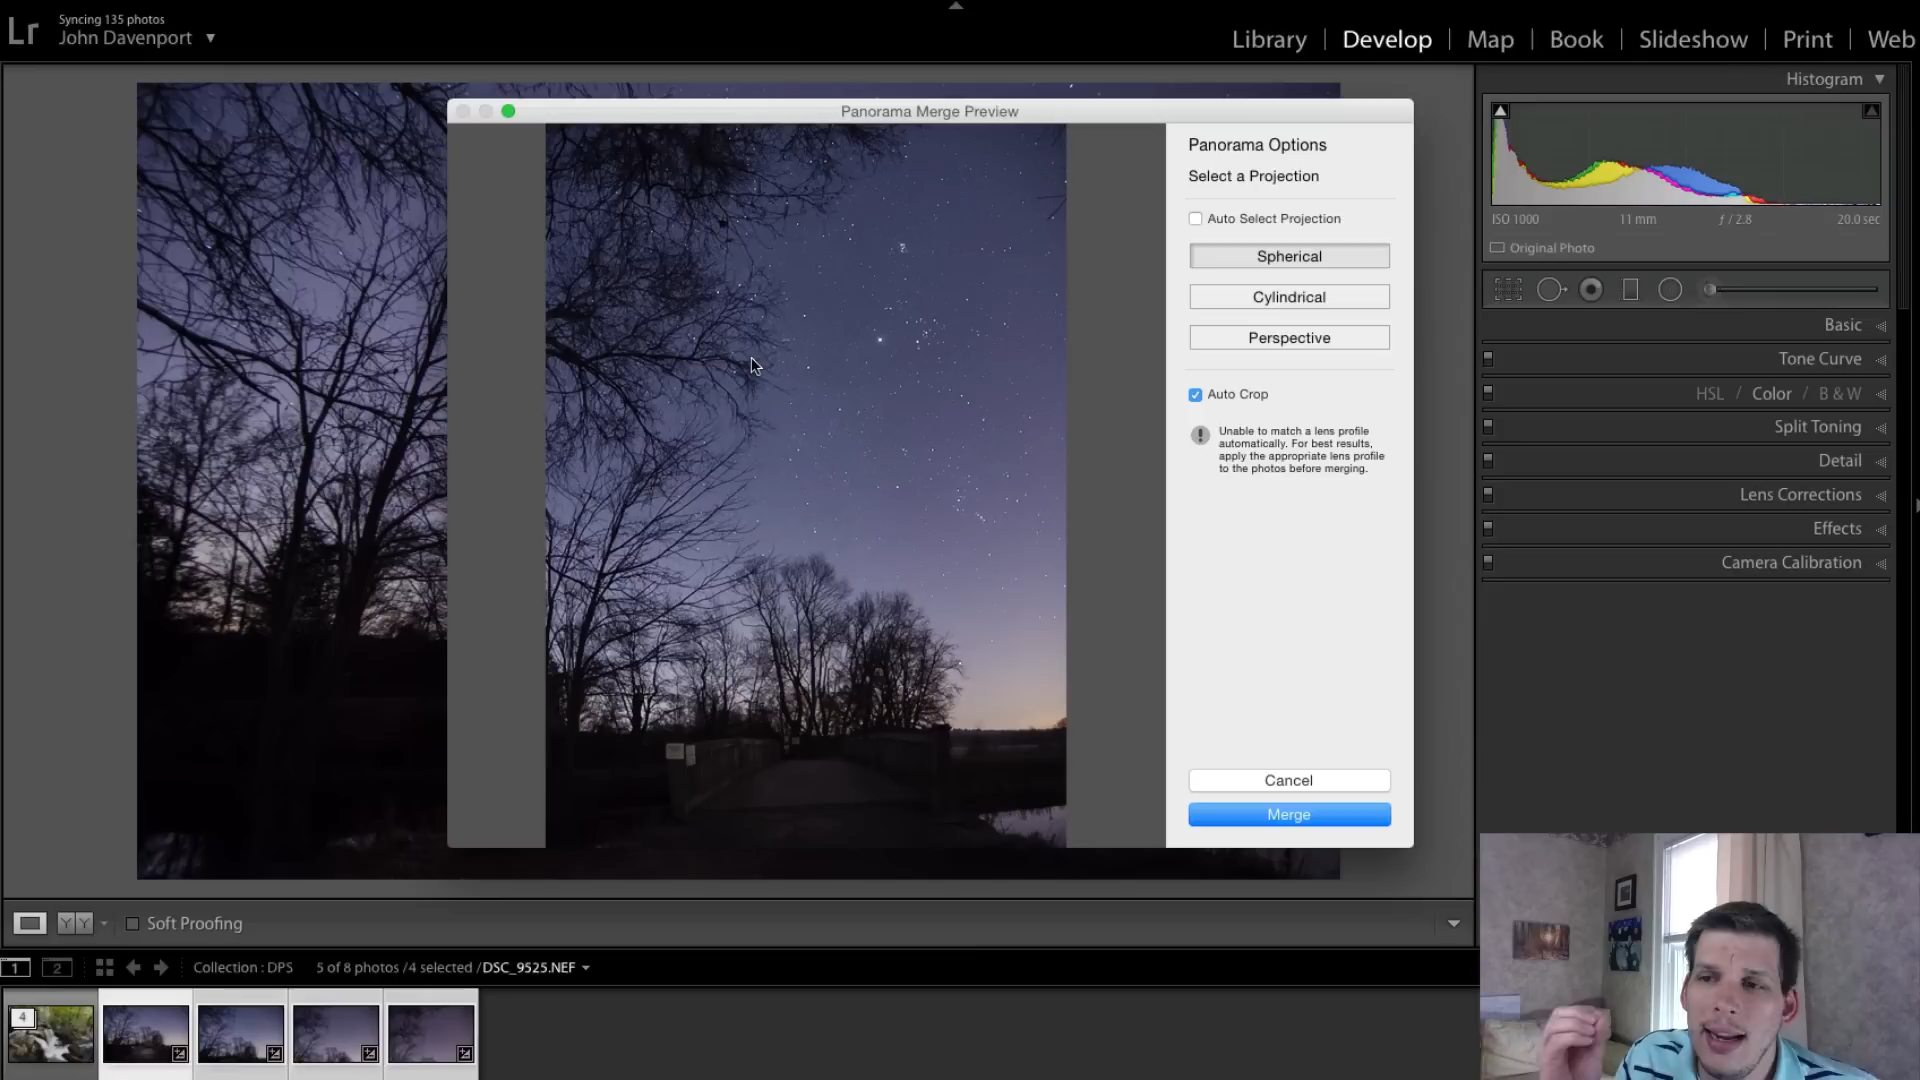 Lr
Syncing 135 photos
John Davenport ▼
Library | Develop | Map | Book | Slideshow | Print | Web
Panorama Merge Preview
Panorama Options
Select a Projection
Auto Select Projection
Spherical
Cylindrical
Perspective
Auto Crop
Unable to match a lens profile
automatically. For best results,
apply the appropriate lens profile
to the photos before merging.
Cancel
Merge
Histogram ▼
ISO 1000 11 mm ƒ / 2.8 20.0 sec
Original Photo
Basic
Tone Curve
HSL / Color / B & W
Split Toning
Detail
Lens Corrections
Effects
Camera Calibration
Y Y Soft Proofing
1 2 Collection : DPS 5 of 8 photos /4 selected /DSC_9525.NEF
4